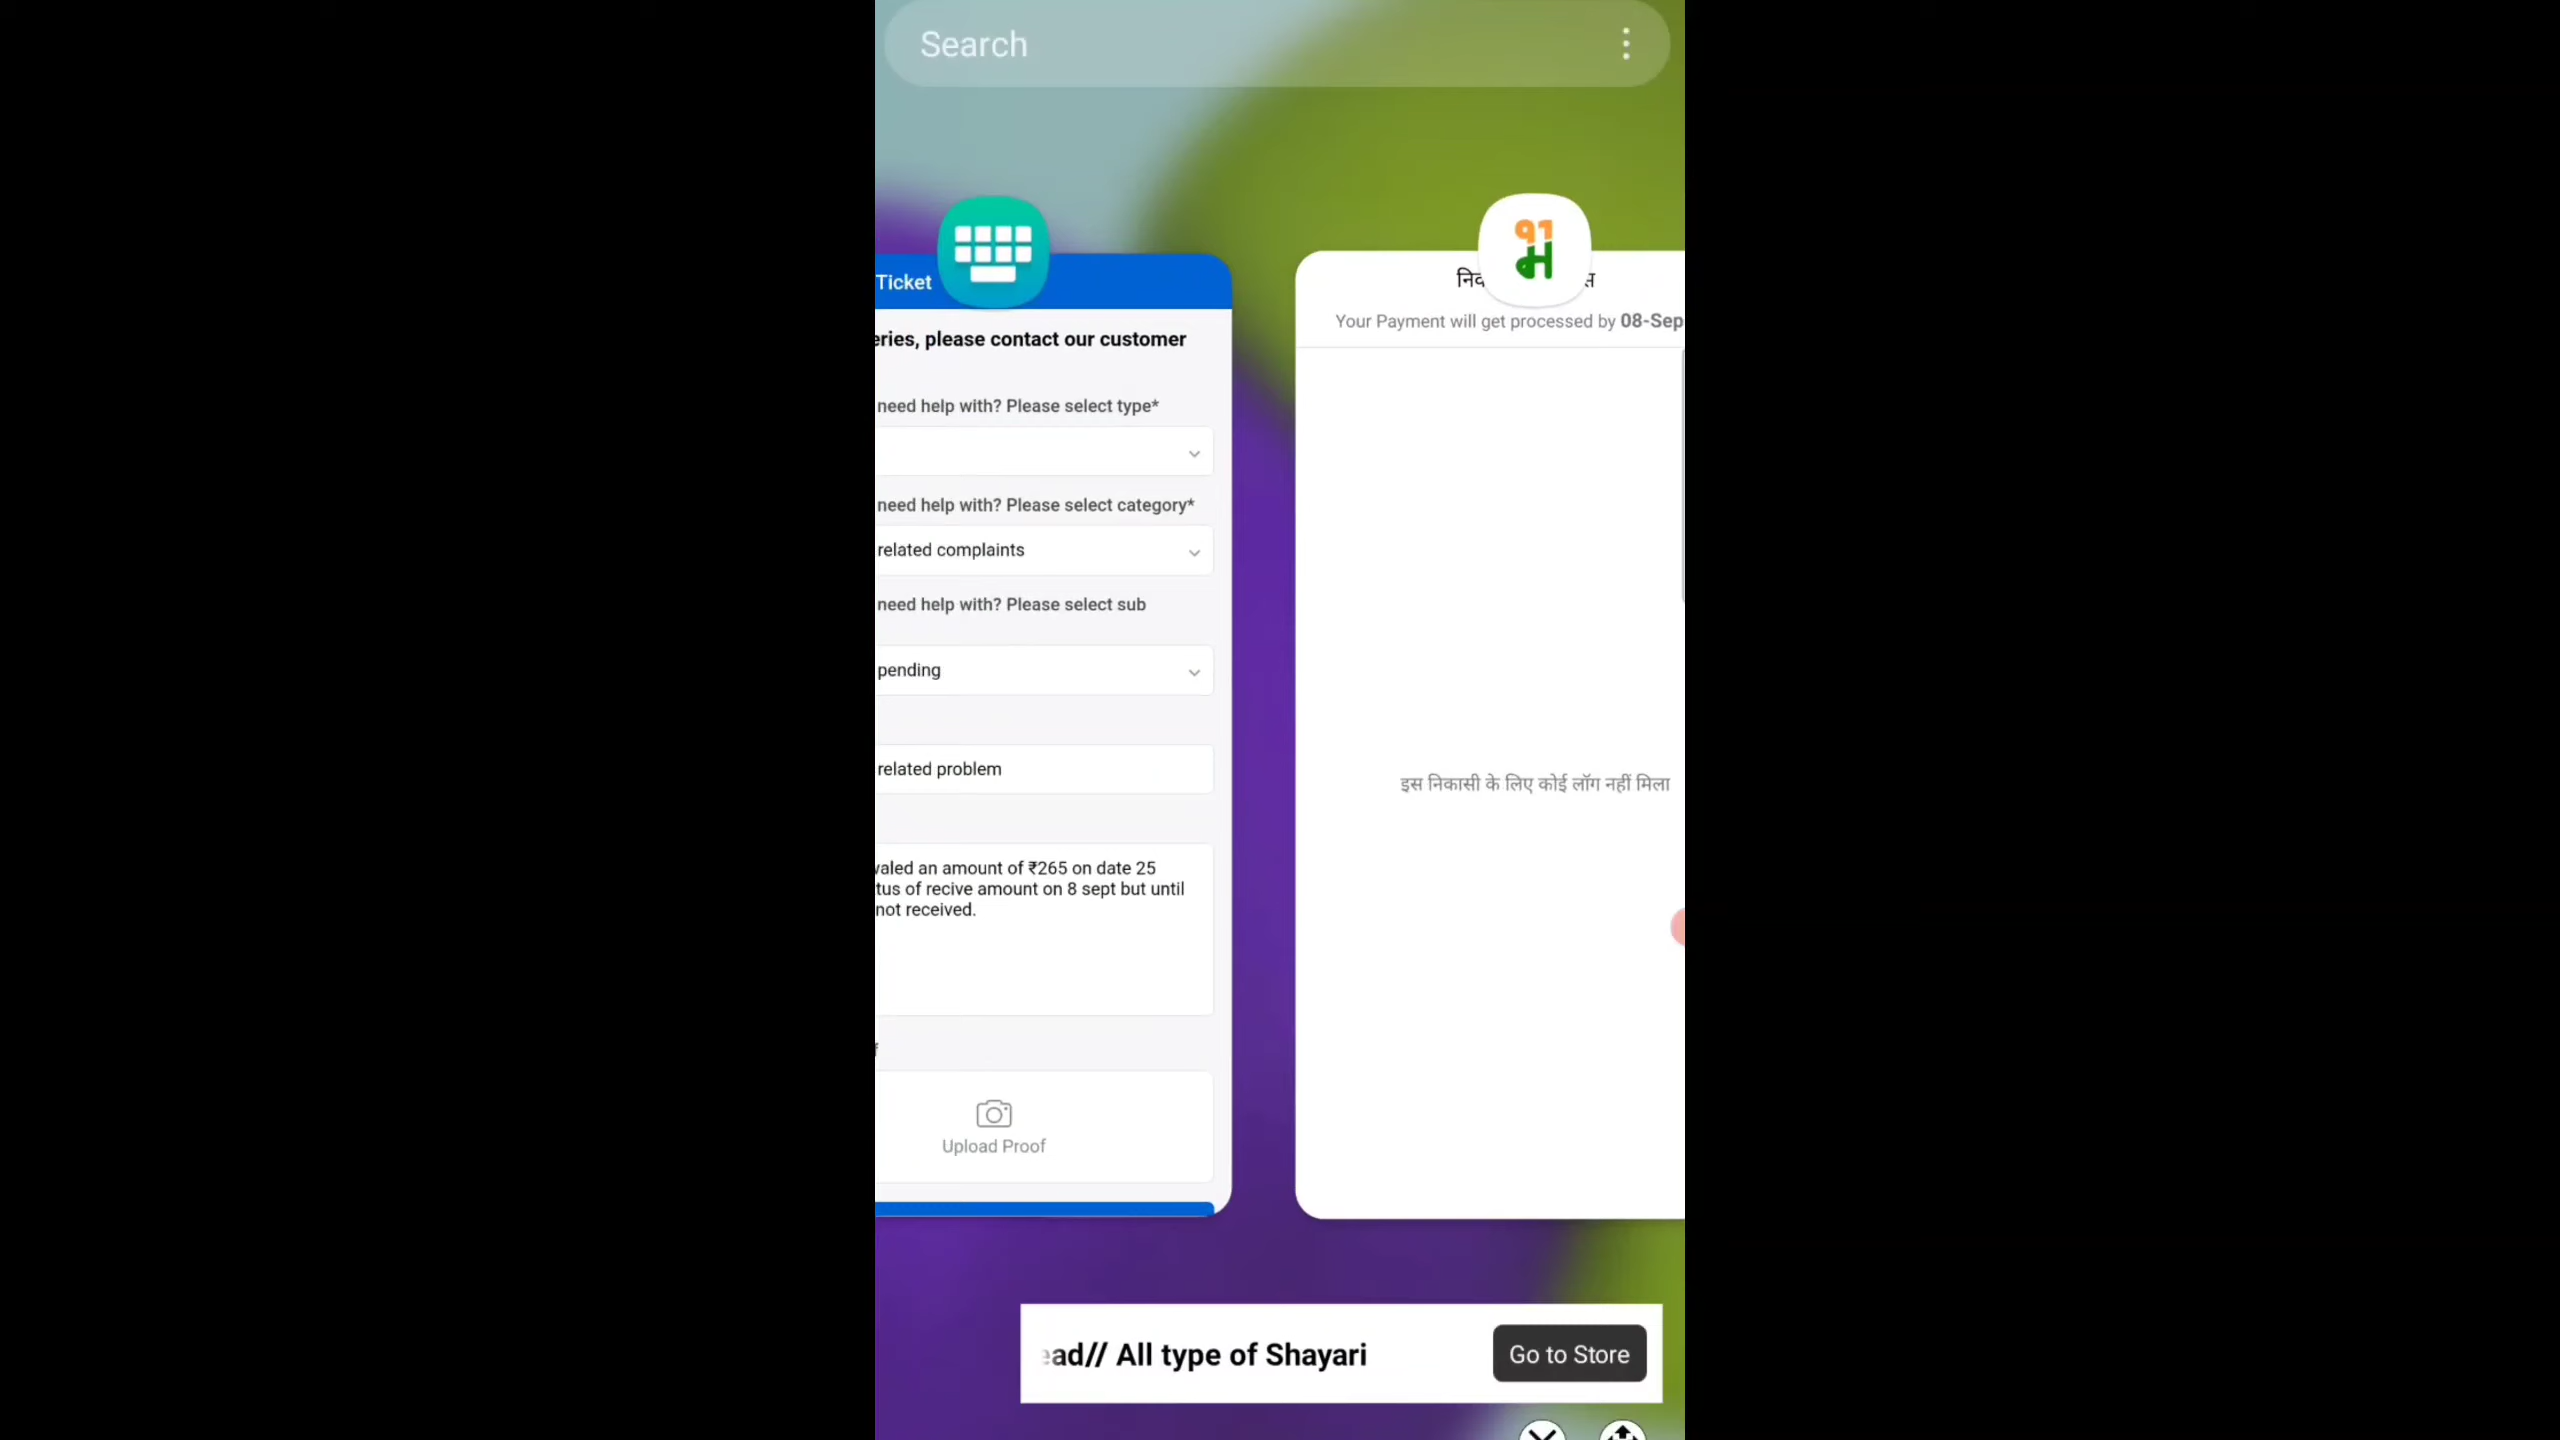 Search
Ticket
eries, please contact our customer
need help with? Please select type*
need help with? Please select category*
related complaints
need help with? Please select sub
pending
related problem
valed an amount of ₹265 on date 25
tus of recive amount on 8 sept but until
not received.
Upload Proof
भ
Your Payment will get processed by 08-Sep
इस निकासी के लिए कोई लॉग नहीं मिला
ad// All type of Shayari
Go to Store